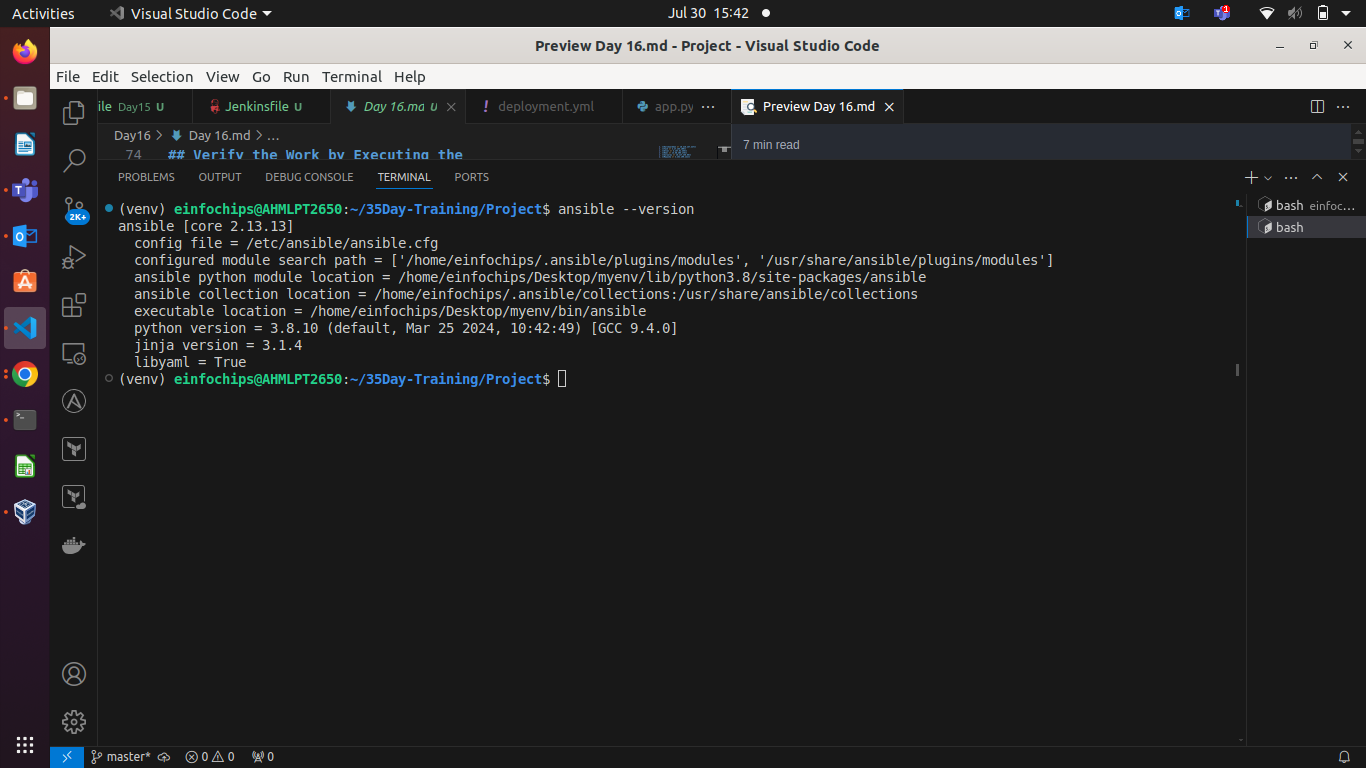 Activities
Visual Studio Code
Jul 30 15:42
1
Preview Day 16.md - Project - Visual Studio Code
File Edit Selection View Go Run Terminal Help
ile Day15 U
Jenkinsfile U
Day 16.md U
! deployment.yml
app.py
Preview Day 16.md
Day16 > Day 16.md > ...
74 ## Verify the Work by Executing the
7 min read
PROBLEMS OUTPUT DEBUG CONSOLE TERMINAL PORTS
2K+
(venv) einfochips@AHMLPT2650:~/35Day-Training/Project$ ansible --version
ansible [core 2.13.13]
config file = /etc/ansible/ansible.cfg
configured module search path = ['/home/einfochips/.ansible/plugins/modules', '/usr/share/ansible/plugins/modules']
ansible python module location = /home/einfochips/Desktop/myenv/lib/python3.8/site-packages/ansible
ansible collection location = /home/einfochips/.ansible/collections:/usr/share/ansible/collections
executable location = /home/einfochips/Desktop/myenv/bin/ansible
python version = 3.8.10 (default, Mar 25 2024, 10:42:49) [GCC 9.4.0]
jinja version = 3.1.4
libyaml = True
(venv) einfochips@AHMLPT2650:~/35Day-Training/Project$
bash einfoc...
bash
master*
0 0
0